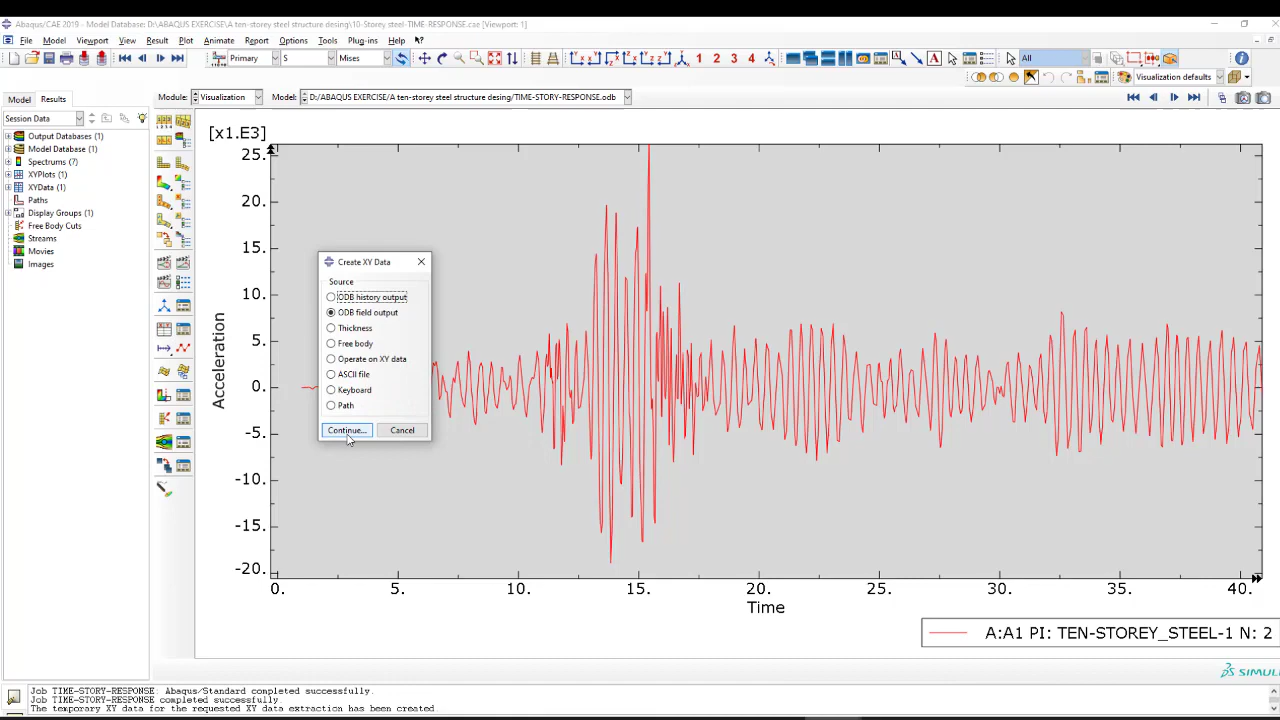 Abaqus/CAE 2019 - Model Database: D:\ABAQUS EXERCISE\A ten-storey steel structure desing\10-Storey steel-TIME-RESPONSE.cae [Viewport: 1]
File Model Viewport View Result Plot Animate Report Options Tools Plug-ins Help
Primary S Mises 1 2 3 4 All
Visualization defaults
Model Results Module: Visualization Model: D:/ABAQUS EXERCISE/A ten-storey steel structure desing/TIME-STORY-RESPONSE.odb
Session Data
Output Databases (1)
Model Database (1)
Spectrums (7)
XYPlots (1)
XYData (1)
Paths
Display Groups (1)
Free Body Cuts
Streams
Movies
Images
[x1.E3]
25.
20.
15.
10.
5.
0.
-5.
-10.
-15.
-20.
Acceleration
0. 5. 10. 15. 20. 25. 30. 35. 40.
Time
Create XY Data
Source
ODB history output
ODB field output
Thickness
Free body
Operate on XY data
ASCII file
Keyboard
Path
Continue... Cancel
A:A1 PI: TEN-STOREY_STEEL-1 N: 2
SIMUL
Job TIME-STORY-RESPONSE: Abaqus/Standard completed successfully.
Job TIME-STORY-RESPONSE completed successfully.
The temporary XY data for the requested XY data extraction has been created